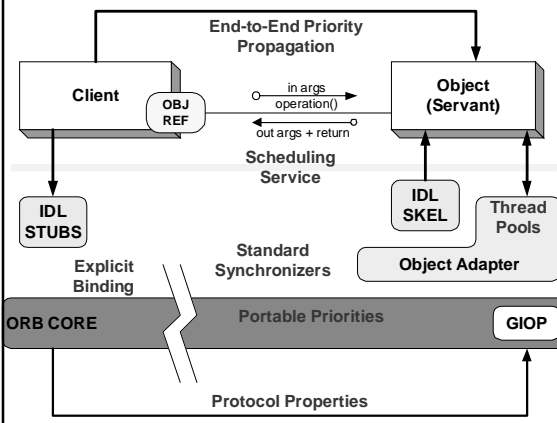 End-to-End Priority
Propagation
Client
OBJ
REF
in args
operation()
out args + return
Object
(Servant)
Scheduling
Service
IDL
STUBS
IDL
SKEL
Thread
Pools
Standard
Synchronizers
Object Adapter
Explicit
Binding
ORB CORE
Portable Priorities
GIOP
Protocol Properties